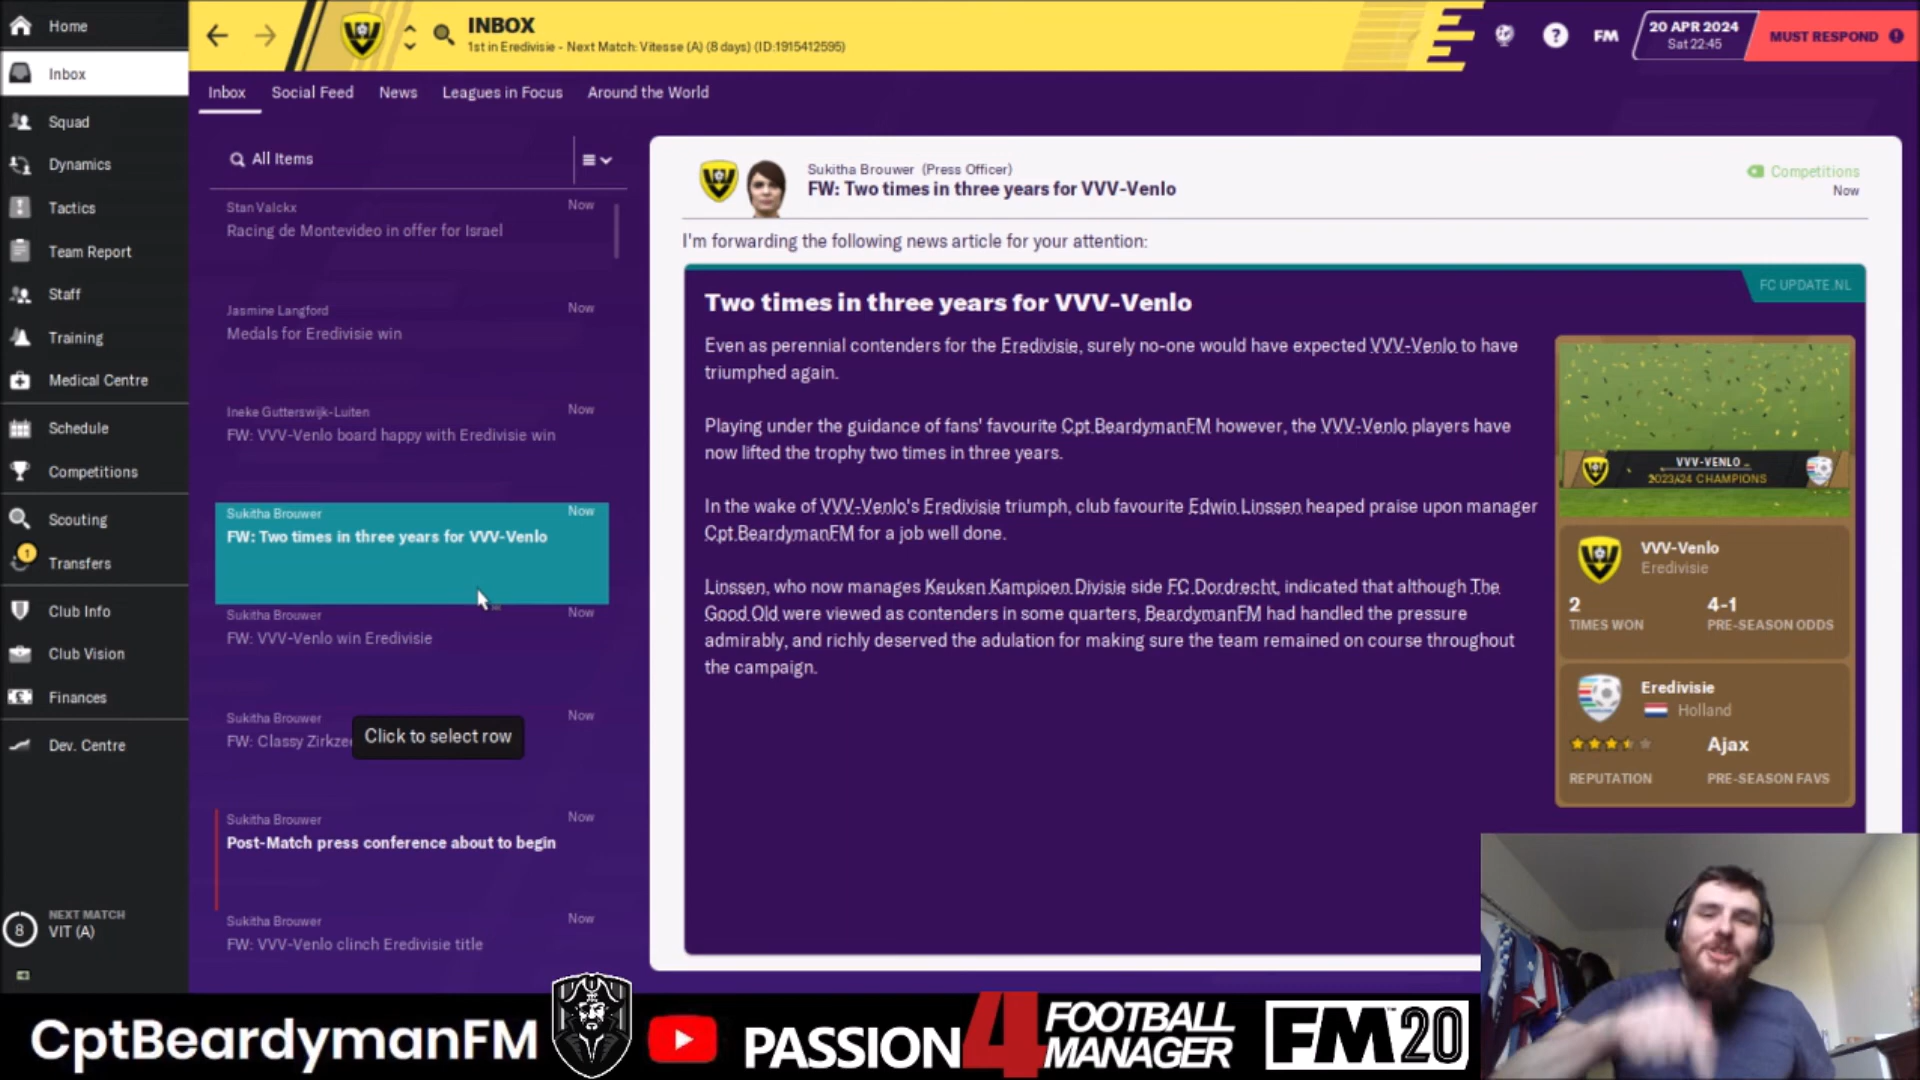 Home
Inbox
Squad
Dynamics
Tactics
Team Report
Staff
Training
Medical Centre
Schedule
Competitions
Scouting
1
Transfers
Club Info
Club Vision
Finances
Dev. Centre
8
NEXT MATCH
VIT (A)
INBOX
1st in Eredivisie - Next Match: Vitesse (A) (8 days) (ID:1915412595)
?
FM
20 APR 2024
Sat 22:45
MUST RESPOND
Inbox
Social Feed
News
Leagues in Focus
Around the World
All Items
Stan Valckx
Now
Racing de Montevideo in offer for Israel
Jasmine Langford
Now
Medals for Eredivisie win
Ineke Gutterswijk-Luiten
Now
FW: VVV-Venlo board happy with Eredivisie win
Sukitha Brouwer
Now
FW: Two times in three years for VVV-Venlo
Sukitha Brouwer
Now
FW: VVV-Venlo win Eredivisie
Sukitha Brouwer
Now
FW: Classy
Click to select row
Sukitha Brouwer
Now
Post-Match press conference about to begin
Sukitha Brouwer
Now
FW: VVV-Venlo clinch Eredivisie title
Sukitha Brouwer (Press Officer)
FW: Two times in three years for VVV-Venlo
Competitions
Now
I'm forwarding the following news article for your attention:
FC UPDATE.NL
Two times in three years for VVV-Venlo
Even as perennial contenders for the Eredivisie, surely no-one would have expected VVV-Venlo to have
triumphed again.
Playing under the guidance of fans' favourite Cpt BeardymanFM however, the VVV-Venlo players have
now lifted the trophy two times in three years.
In the wake of VVV-Venlo's Eredivisie triumph, club favourite Edwin Linssen heaped praise upon manager
Cpt BeardymanFM for a job well done.
Linssen, who now manages Keuken Kampioen Divisie side FC Dordrecht, indicated that although The
Good Old were viewed as contenders in some quarters, BeardymanFM had handled the pressure
admirably, and richly deserved the adulation for making sure the team remained on course throughout
the campaign.
VVV-VENLO
2023/24 CHAMPIONS
VVV-Venlo
Eredivisie
2
TIMES WON
4-1
PRE-SEASON ODDS
Eredivisie
Holland
REPUTATION
Ajax
PRE-SEASON FAVS
CptBeardymanFM
PASSION 4 FOOTBALL MANAGER
FM20